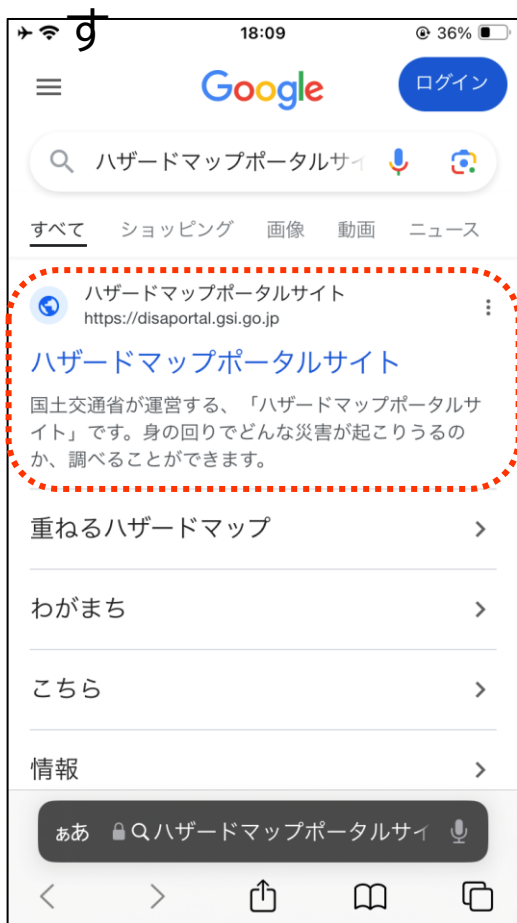 す
18:09
36%
Google
ログイン
ハザードマップポータルサイ
すべて ショッピング 画像 動画 ニュース
ハザードマップポータルサイト
https://disaportal.gsi.go.jp
ハザードマップポータルサイト
国土交通省が運営する、「ハザードマップポータルサ
イト」です。身の回りでどんな災害が起こりうるの
か、調べることができます。
重ねるハザードマップ
わがまち
こちら
情報
ぁあ ハザードマップポータルサイ